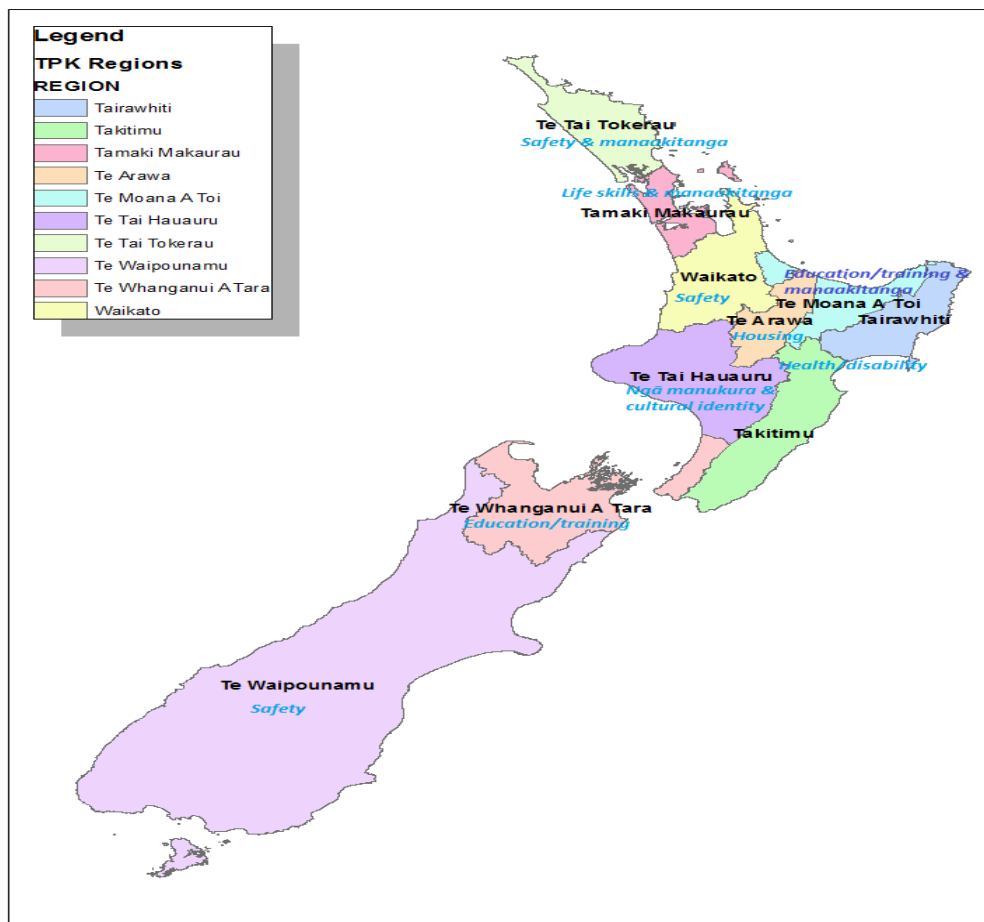 Legend
TPK Regions
REGION
Tairawhiti
Takitimu
Tamaki Makaurau
Te Arawa
Te Moana A Toi
Te Tai Hauauru
Te Tai Tokerau
Te Waipounamu
Te Whanganui A Tara
Waikato
Te Tai Tokerau
Safety & manaakitanga
Life skills & manaakitanga
Tamaki Makaurau
Waikato
Safety
Education/training &
manaakitanga
Te Moana A Toi
Te Arawa
Housing
Tairawhiti
Health/disability
Te Tai Hauauru
Ngā manukura &
cultural identity
Takitimu
Te Whanganui A Tara
Education/training
Te Waipounamu
Safety